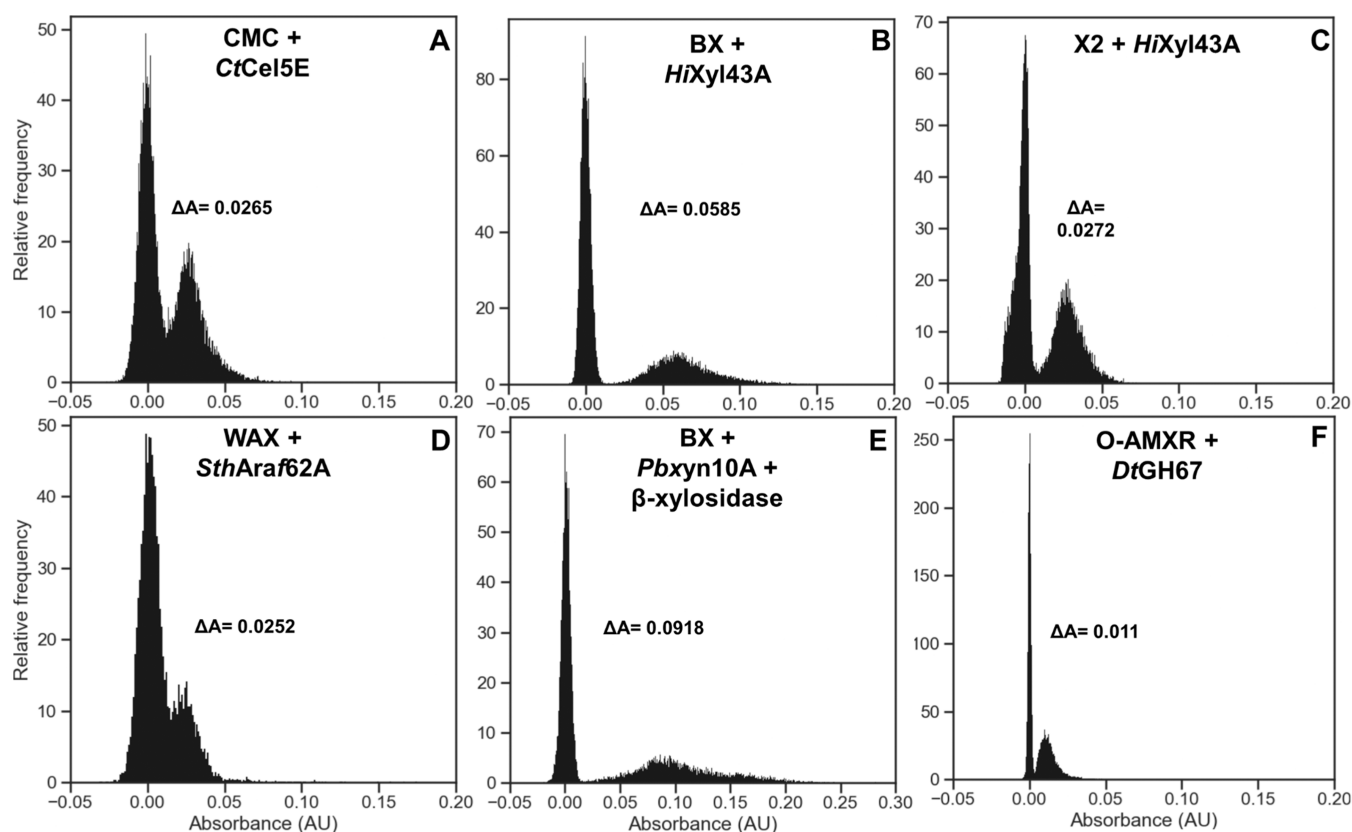 CMC +
CtCel5E
A
ΔA= 0.0265
Relative frequency
50
40
30
20
10
0
−0.05 0.00 0.05 0.10 0.15 0.20
BX +
HiXyl43A
B
ΔA= 0.0585
80
60
40
20
0
−0.05 0.00 0.05 0.10 0.15 0.20
X2 + HiXyl43A
C
ΔA=
0.0272
70
60
50
40
30
20
10
0
−0.05 0.00 0.05 0.10 0.15 0.20
WAX +
SthAraf62A
D
ΔA= 0.0252
Relative frequency
50
40
30
20
10
0
−0.05 0.00 0.05 0.10 0.15 0.20
Absorbance (AU)
BX +
Pbxyn10A +
β-xylosidase
E
ΔA= 0.0918
70
60
50
40
30
20
10
0
−0.05 0.00 0.05 0.10 0.15 0.20 0.25 0.30
Absorbance (AU)
O-AMXR +
DtGH67
F
ΔA= 0.011
250
200
150
100
50
0
−0.05 0.00 0.05 0.10 0.15 0.20
Absorbance (AU)